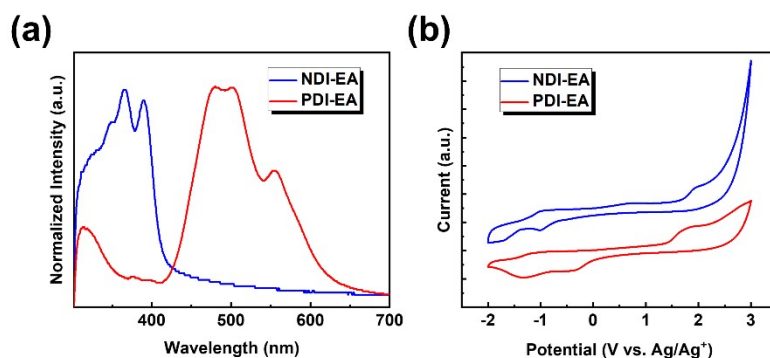 (a)
Normalized Intensity (a.u.)
NDI-EA
PDI-EA
400 500 600 700
Wavelength (nm)
(b)
Current (a.u.)
NDI-EA
PDI-EA
-2 -1 0 1 2 3
Potential (V vs. Ag/Ag⁺)